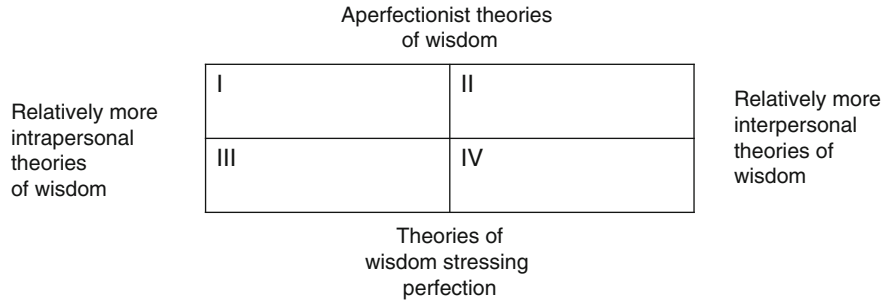 Aperfectionist theories
of wisdom
I
II
Relatively more
intrapersonal
theories
of wisdom
Relatively more
interpersonal
theories of
wisdom
III
IV
Theories of
wisdom stressing
perfection